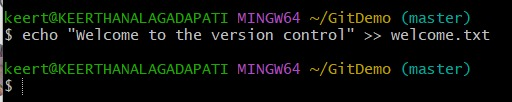 keert@KEERTHANALAGADAPATI MINGW64 ~/GitDemo (master)
$ echo "Welcome to the version control" >> welcome.txt
keert@KEERTHANALAGADAPATI MINGW64 ~/GitDemo (master)
$